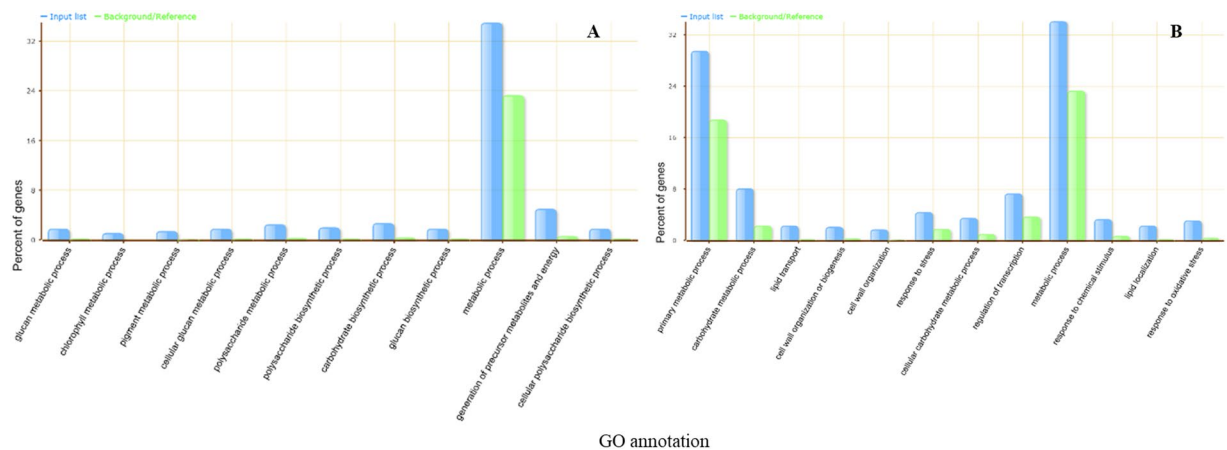 Input list
Background/Reference
A
32
24
16
8
0
Percent of genes
glucan metabolic process
chlorophyll metabolic process
pigment metabolic process
cellular glucan metabolic process
polysaccharide metabolic process
polysaccharide biosynthetic process
carbohydrate biosynthetic process
glucan biosynthetic process
metabolic process
generation of precursor metabolites and energy
cellular polysaccharide biosynthetic process
Input list
Background/Reference
B
32
24
16
8
0
Percent of genes
primary metabolic process
carbohydrate metabolic process
lipid transport
cell wall organization or biogenesis
cell wall organization
response to stress
cellular carbohydrate metabolic process
regulation of transcription
metabolic process
response to chemical stimulus
lipid localization
response to oxidative stress
GO annotation